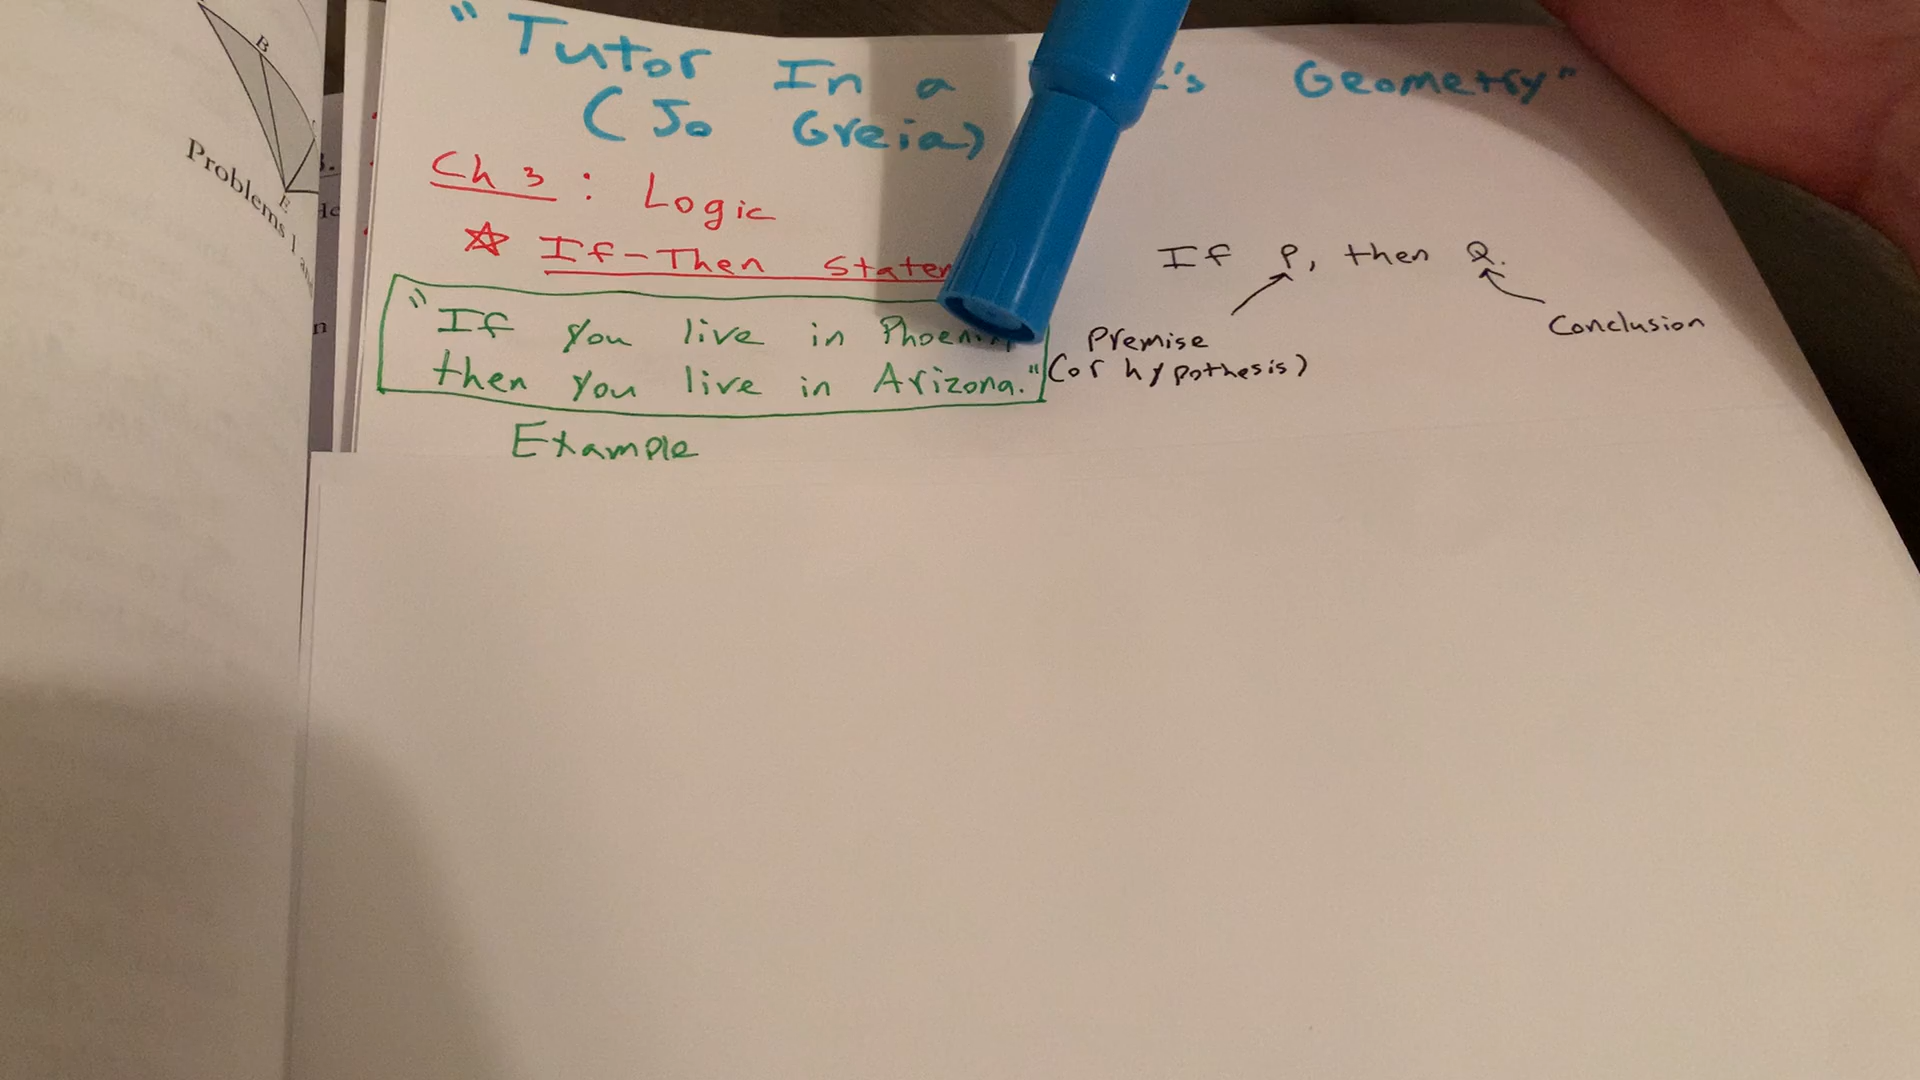 "Tutor In a 's Geometry"
(Jo Greia)
Ch 3: Logic
If-Then
"If you live in
then you live in Arizona."
Example
If P, then Q.
Premise
(or hypothesis)
Conclusion
B
E
Problems 1